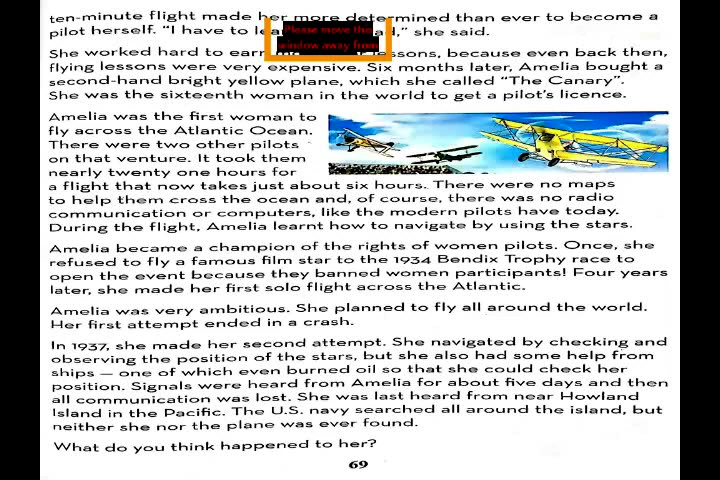 ten-minute flight made her more determined than ever to become a
pilot herself. "I have to lea ad," she said.
Please move the
window away from
She worked hard to earn lessons, because even back then,
flying lessons were very expensive. Six months later, Amelia bought a
second-hand bright yellow plane, which she called "The Canary".
She was the sixteenth woman in the world to get a pilot's licence.
Amelia was the first woman to
fly across the Atlantic Ocean.
There were two other pilots
on that venture. It took them
nearly twenty one hours for
a flight that now takes just about six hours. There were no maps
to help them cross the ocean and, of course, there was no radio
communication or computers, like the modern pilots have today.
During the flight, Amelia learnt how to navigate by using the stars.
Amelia became a champion of the rights of women pilots. Once, she
refused to fly a famous film star to the 1934 Bendix Trophy race to
open the event because they banned women participants! Four years
later, she made her first solo flight across the Atlantic.
Amelia was very ambitious. She planned to fly all around the world.
Her first attempt ended in a crash.
In 1937, she made her second attempt. She navigated by checking and
observing the position of the stars, but she also had some help from
ships – one of which even burned oil so that she could check her
position. Signals were heard from Amelia for about five days and then
all communication was lost. She was last heard from near Howland
Island in the Pacific. The U.S. navy searched all around the island, but
neither she nor the plane was ever found.
What do you think happened to her?
69